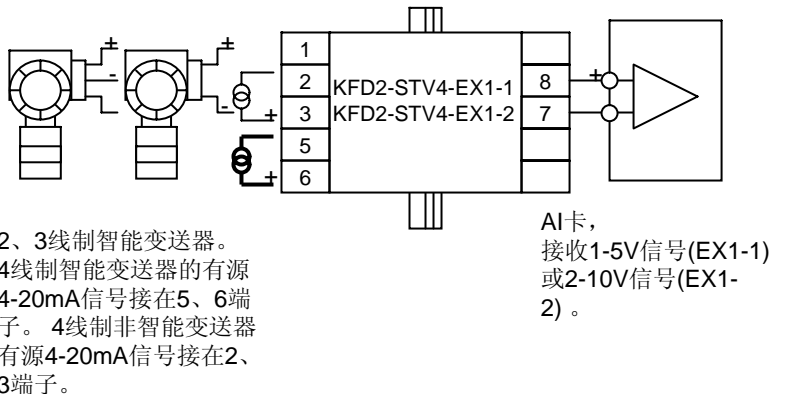 +
+
-
-
+
+
1
2
3
5
6
KFD2-STV4-EX1-1
KFD2-STV4-EX1-2
8
7
+
2、3线制智能变送器。
4线制智能变送器的有源
4-20mA信号接在5、6端
子。 4线制非智能变送器
有源4-20mA信号接在2、
3端子。
AI卡，
接收1-5V信号(EX1-1)
或2-10V信号(EX1-
2) 。